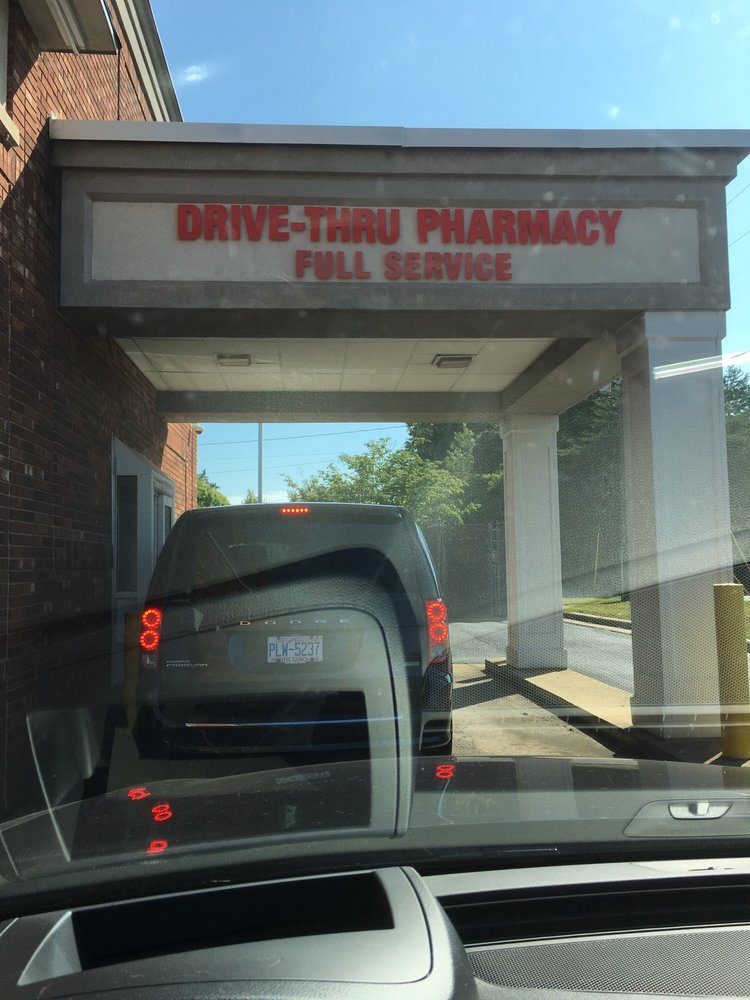 DRIVE-THRU PHARMACY
FULL SERVICE
DODGE
PLW-5237
GRAND
CARAVAN